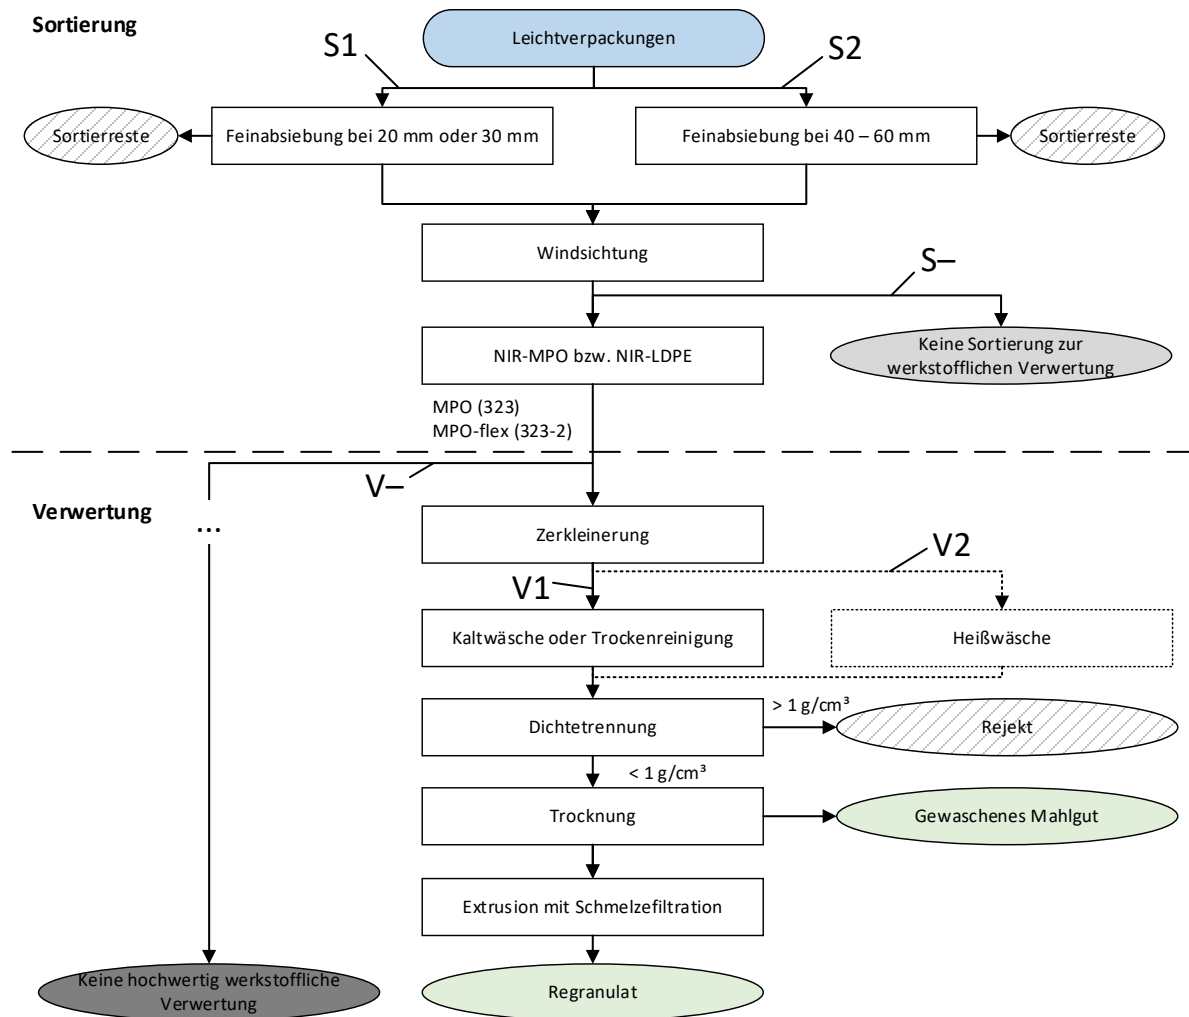 Sortierung
Leichtverpackungen
S1
S2
Sortierreste
Feinabsiebung bei 20 mm oder 30 mm
Feinabsiebung bei 40 – 60 mm
Sortierreste
Windsichtung
S–
NIR-MPO bzw. NIR-LDPE
Keine Sortierung zur
werkstofflichen Verwertung
MPO (323)
MPO-flex (323-2)
V–
Verwertung
...
Zerkleinerung
V2
V1
Kaltwäsche oder Trockenreinigung
Heißwäsche
Dichtetrennung
> 1 g/cm³
Rejekt
< 1 g/cm³
Trocknung
Gewaschenes Mahlgut
Extrusion mit Schmelzefiltration
Keine hochwertig werkstoffliche
Verwertung
Regranulat